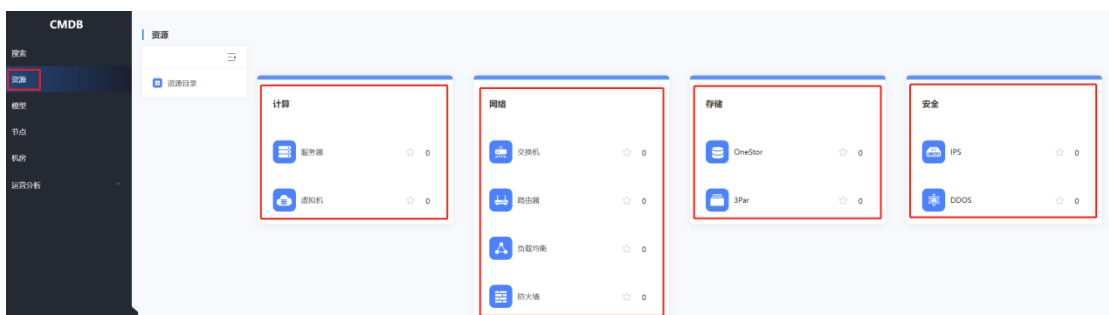 CMDB
搜索
资源
模型
节点
机房
运营分析
资源
资源目录
计算
服务器 0
虚拟机 0
网络
交换机 0
路由器 0
负载均衡 0
防火墙 0
存储
OneStor 0
3Par 0
安全
IPS 0
DDOS 0